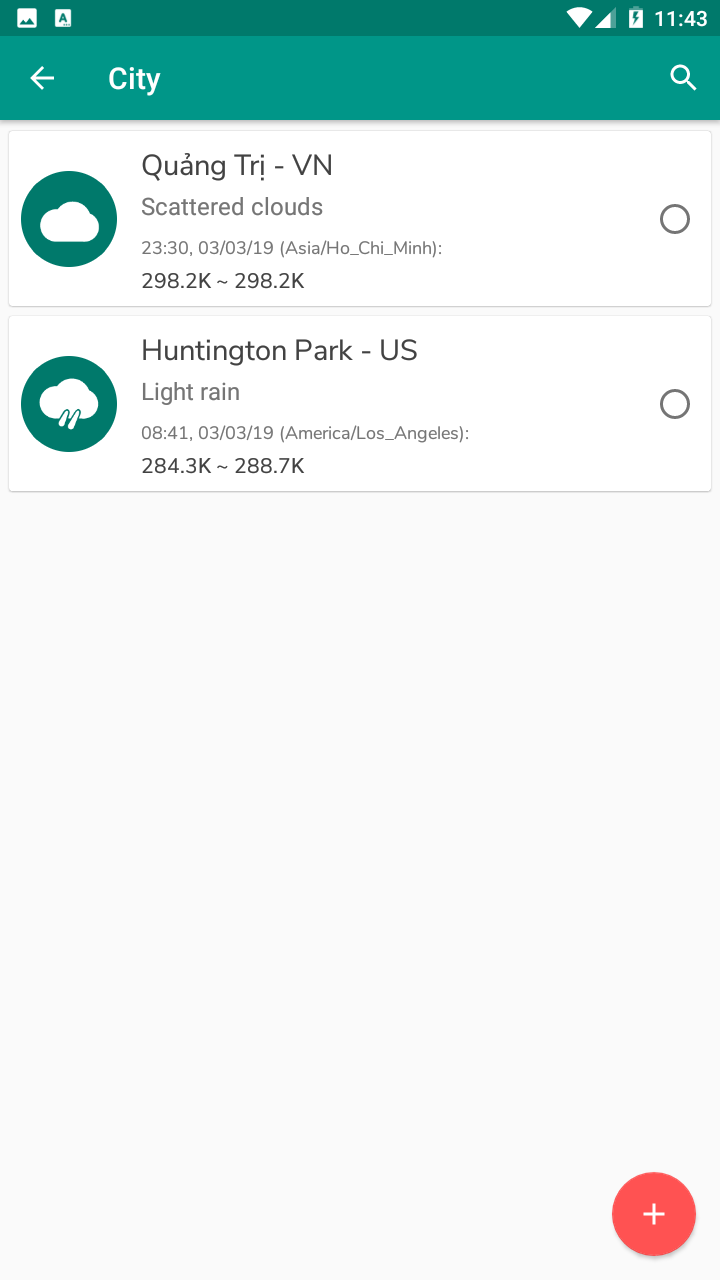 11:43
City
Quảng Trị - VN
Scattered clouds
23:30, 03/03/19 (Asia/Ho_Chi_Minh):
298.2K ~ 298.2K
Huntington Park - US
Light rain
08:41, 03/03/19 (America/Los_Angeles):
284.3K ~ 288.7K